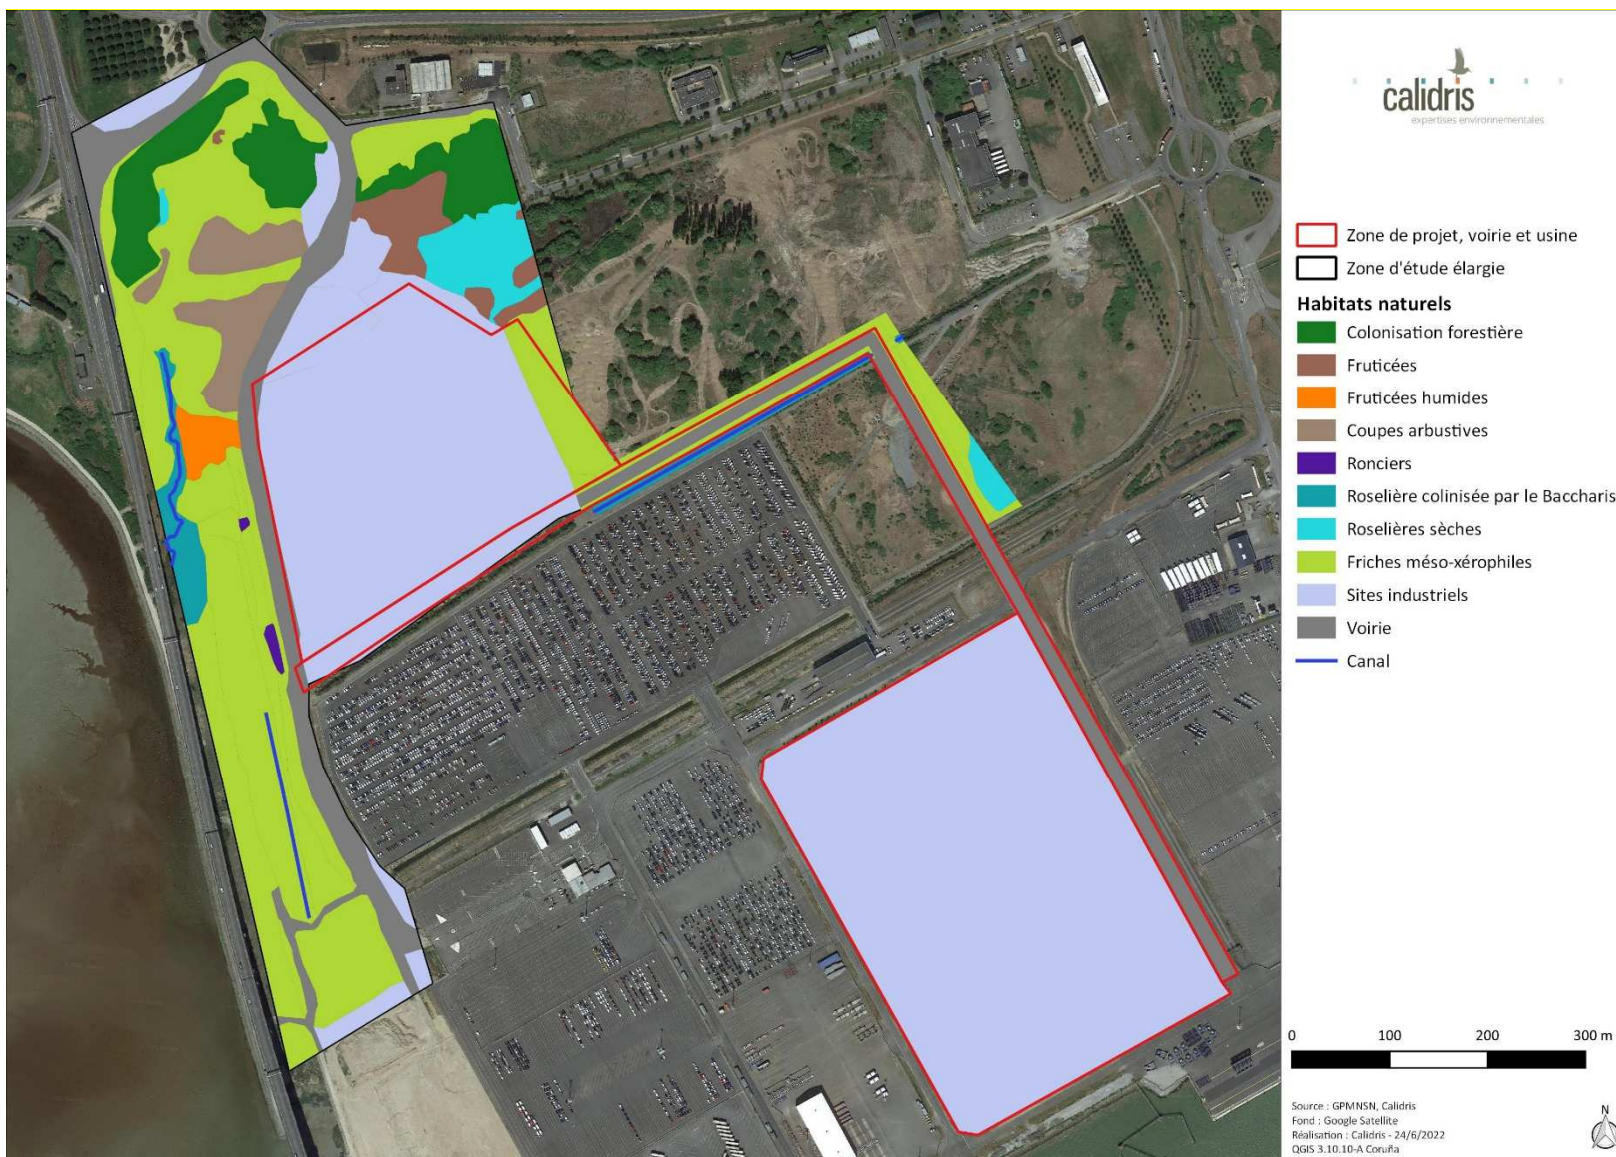 calidris
expertises environnementales
Zone de projet, voirie et usine
Zone d'étude élargie
Habitats naturels
Colonisation forestière
Fruticées
Fruticées humides
Coupes arbustives
Ronciers
Roselière colinisée par le Baccharis
Roselières sèches
Friches méso-xérophiles
Sites industriels
Voirie
Canal
0 100 200 300 m
Source : GPMNSN, Calidris
Fond : Google Satellite
Réalisation : Calidris - 24/6/2022
QGIS 3.10.10-A Coruña
N